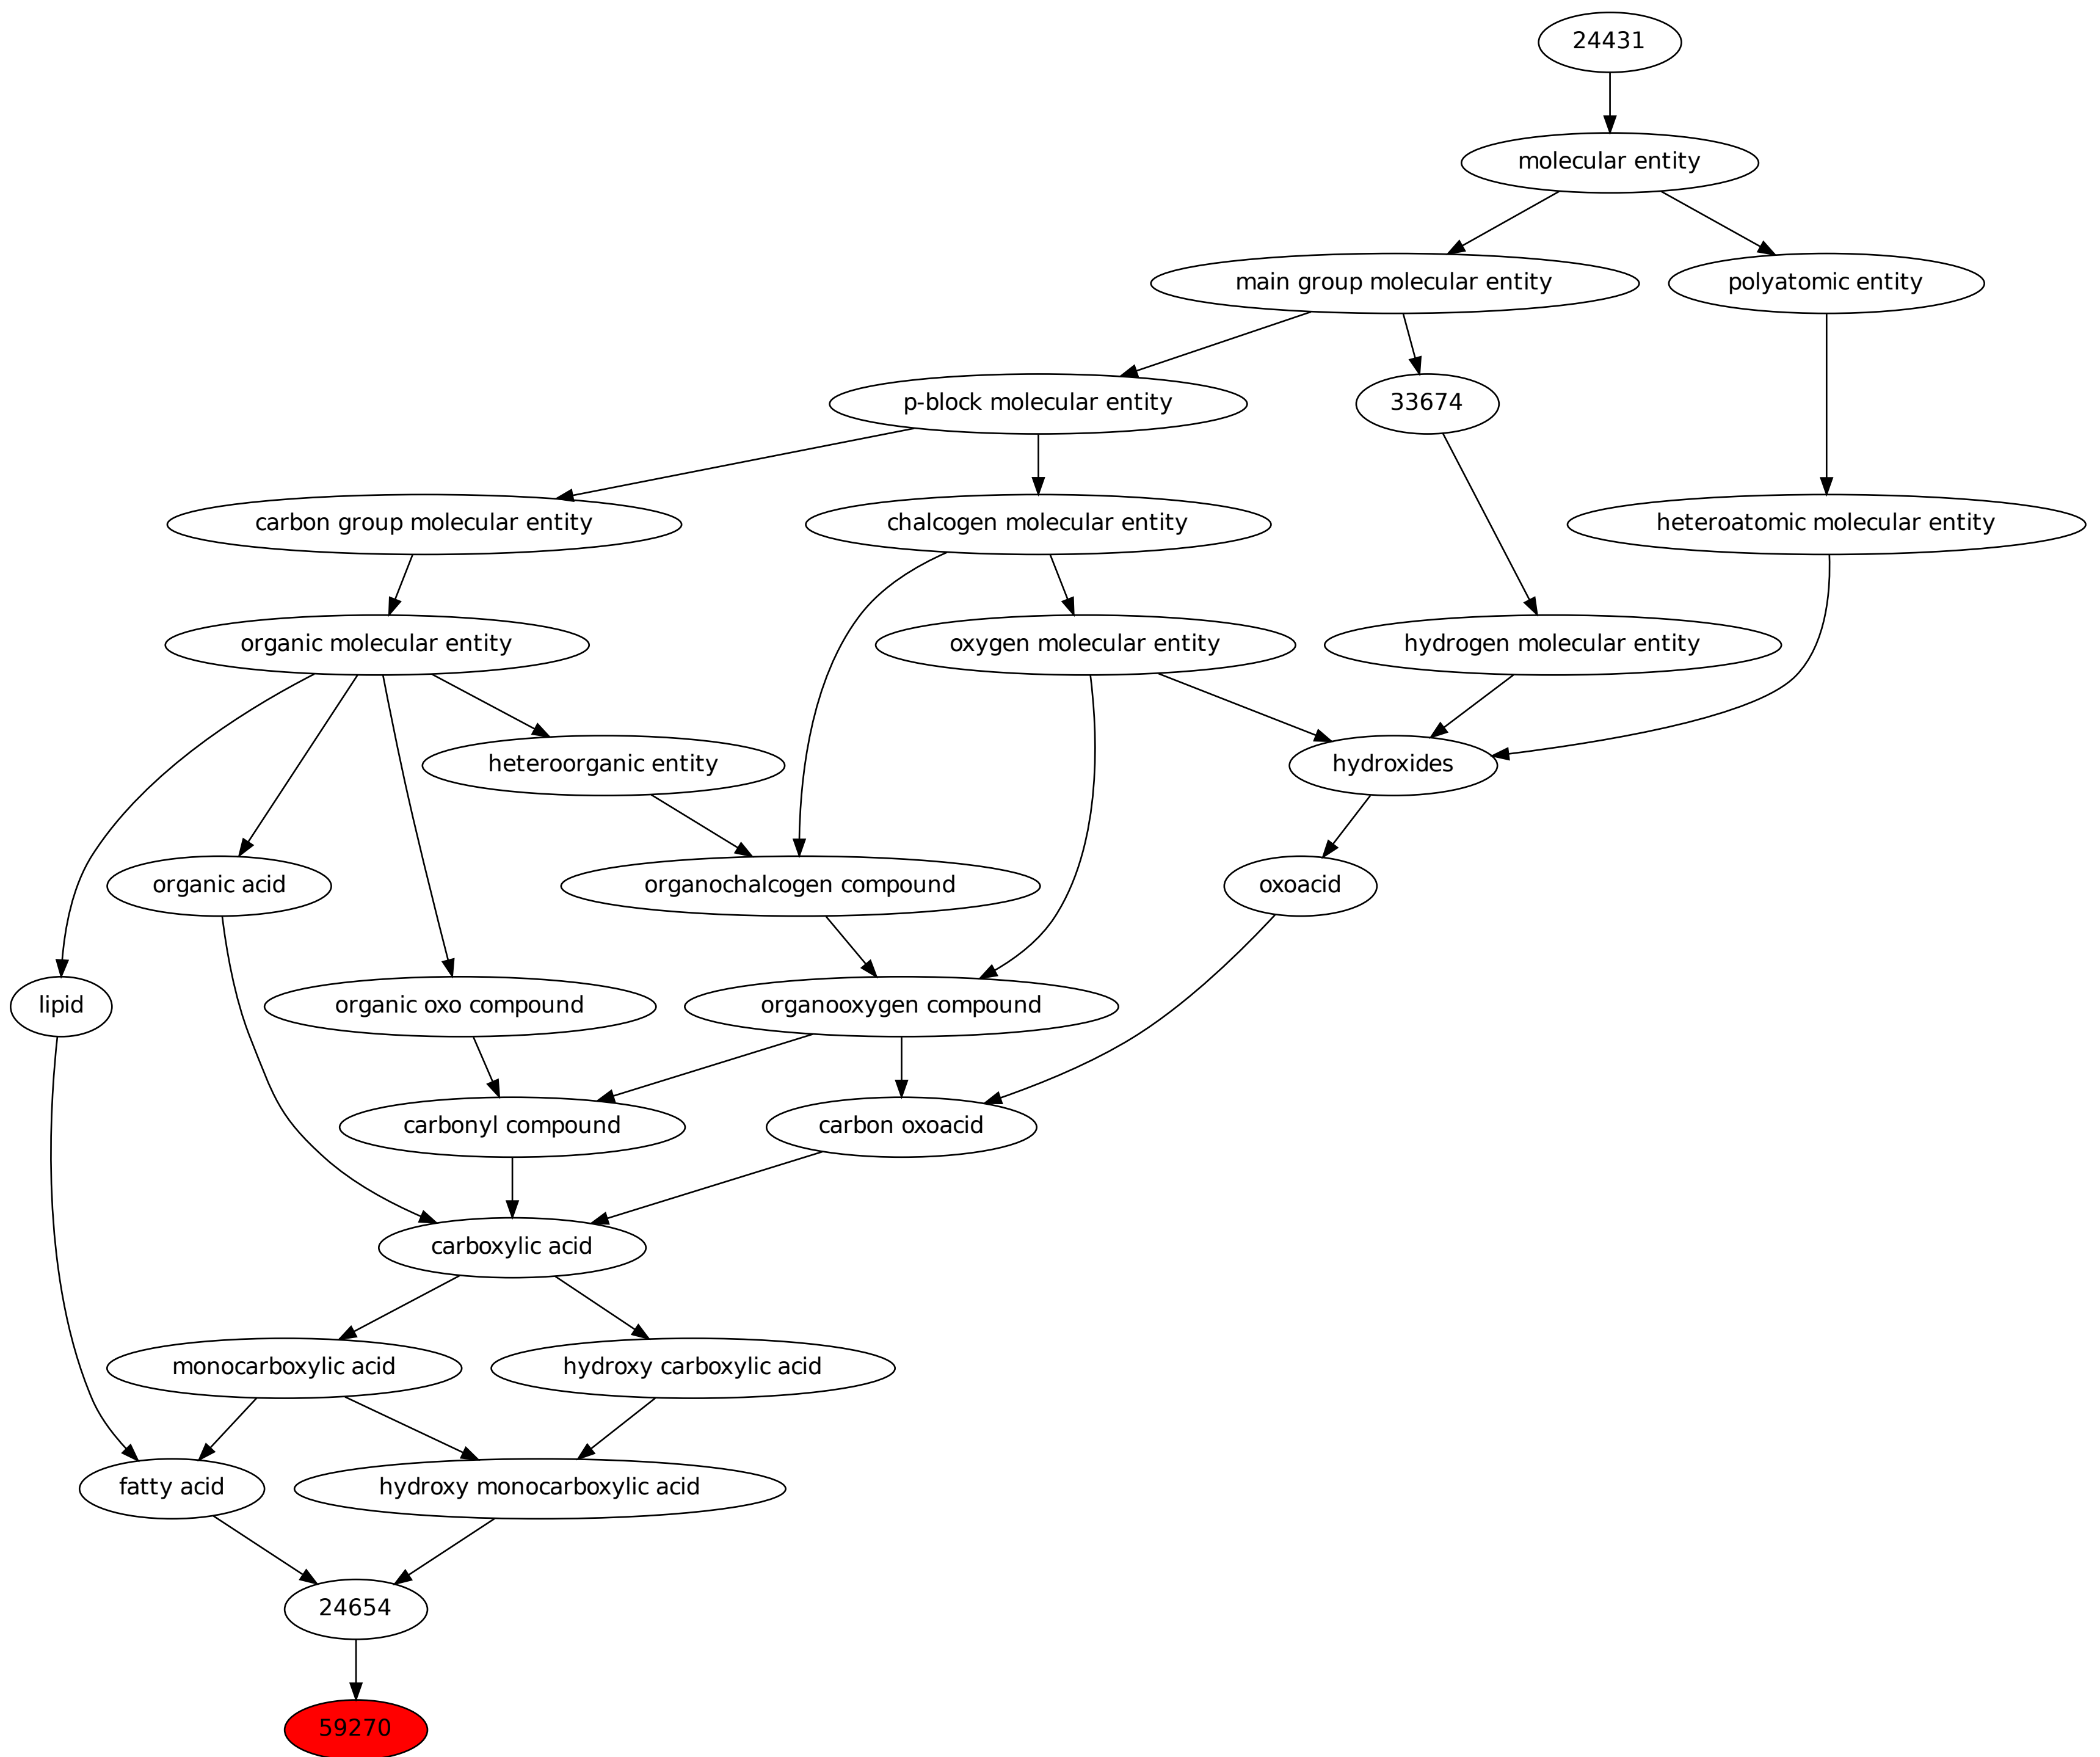 24431
molecular entity
main group molecular entity
polyatomic entity
p-block molecular entity
33674
carbon group molecular entity
chalcogen molecular entity
heteroatomic molecular entity
organic molecular entity
oxygen molecular entity
hydrogen molecular entity
heteroorganic entity
hydroxides
organic acid
organochalcogen compound
oxoacid
lipid
organic oxo compound
organooxygen compound
carbonyl compound
carbon oxoacid
carboxylic acid
monocarboxylic acid
hydroxy carboxylic acid
fatty acid
hydroxy monocarboxylic acid
24654
59270